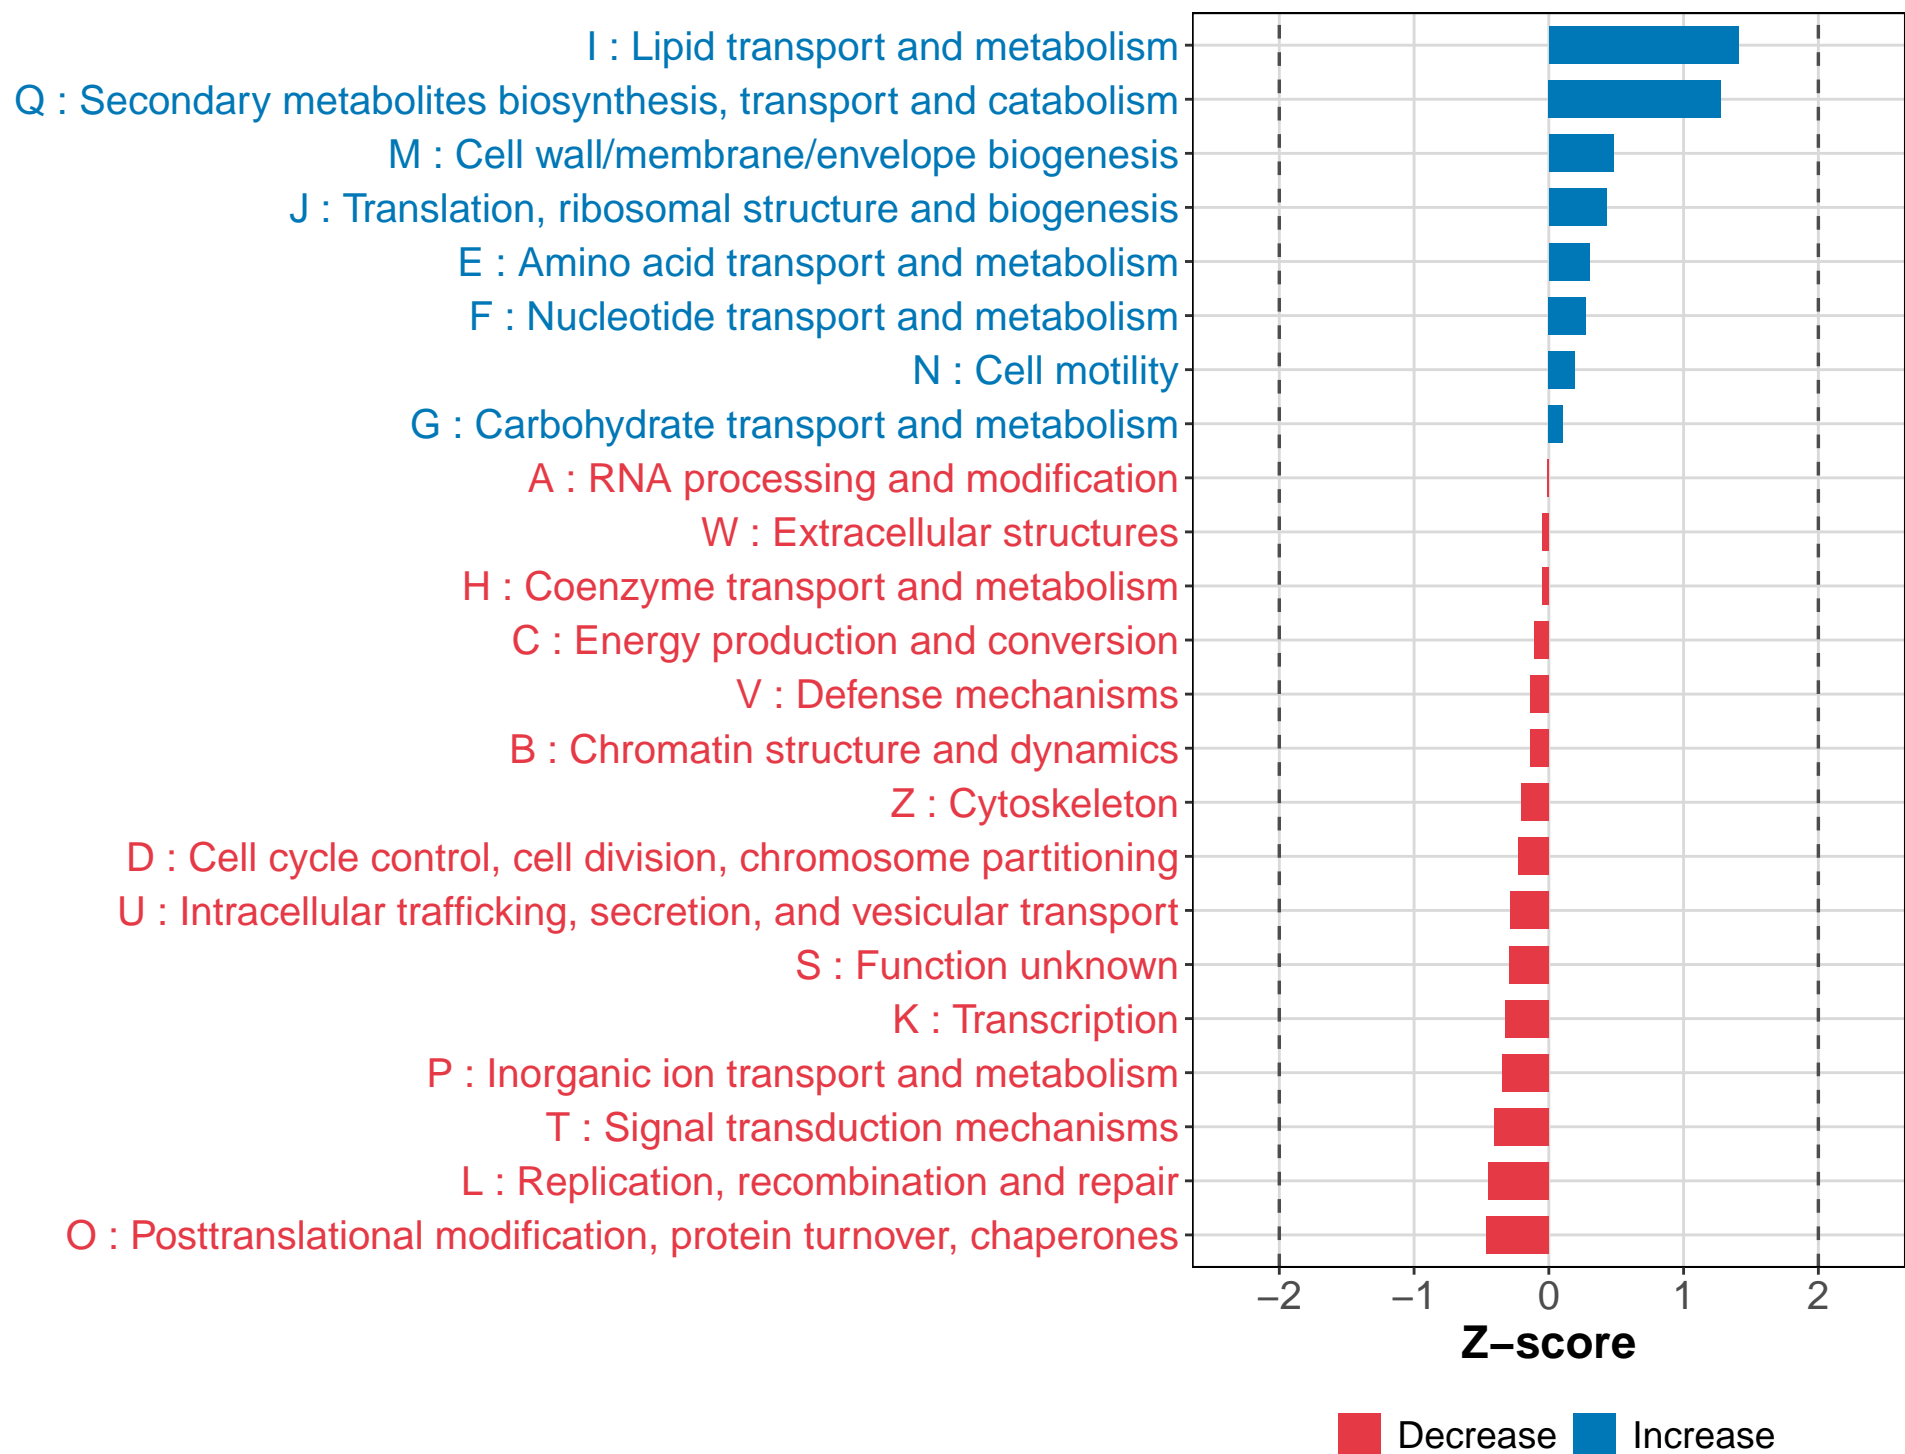 I : Lipid transport and metabolism
Q : Secondary metabolites biosynthesis, transport and catabolism
M : Cell wall/membrane/envelope biogenesis
J : Translation, ribosomal structure and biogenesis
E : Amino acid transport and metabolism
F : Nucleotide transport and metabolism
N : Cell motility
G : Carbohydrate transport and metabolism
A : RNA processing and modification
W : Extracellular structures
H : Coenzyme transport and metabolism
C : Energy production and conversion
V : Defense mechanisms
B : Chromatin structure and dynamics
Z : Cytoskeleton
D : Cell cycle control, cell division, chromosome partitioning
U : Intracellular trafficking, secretion, and vesicular transport
S : Function unknown
K : Transcription
P : Inorganic ion transport and metabolism
T : Signal transduction mechanisms
L : Replication, recombination and repair
O : Posttranslational modification, protein turnover, chaperones
−2 −1 0 1 2
Z−score
Decrease Increase